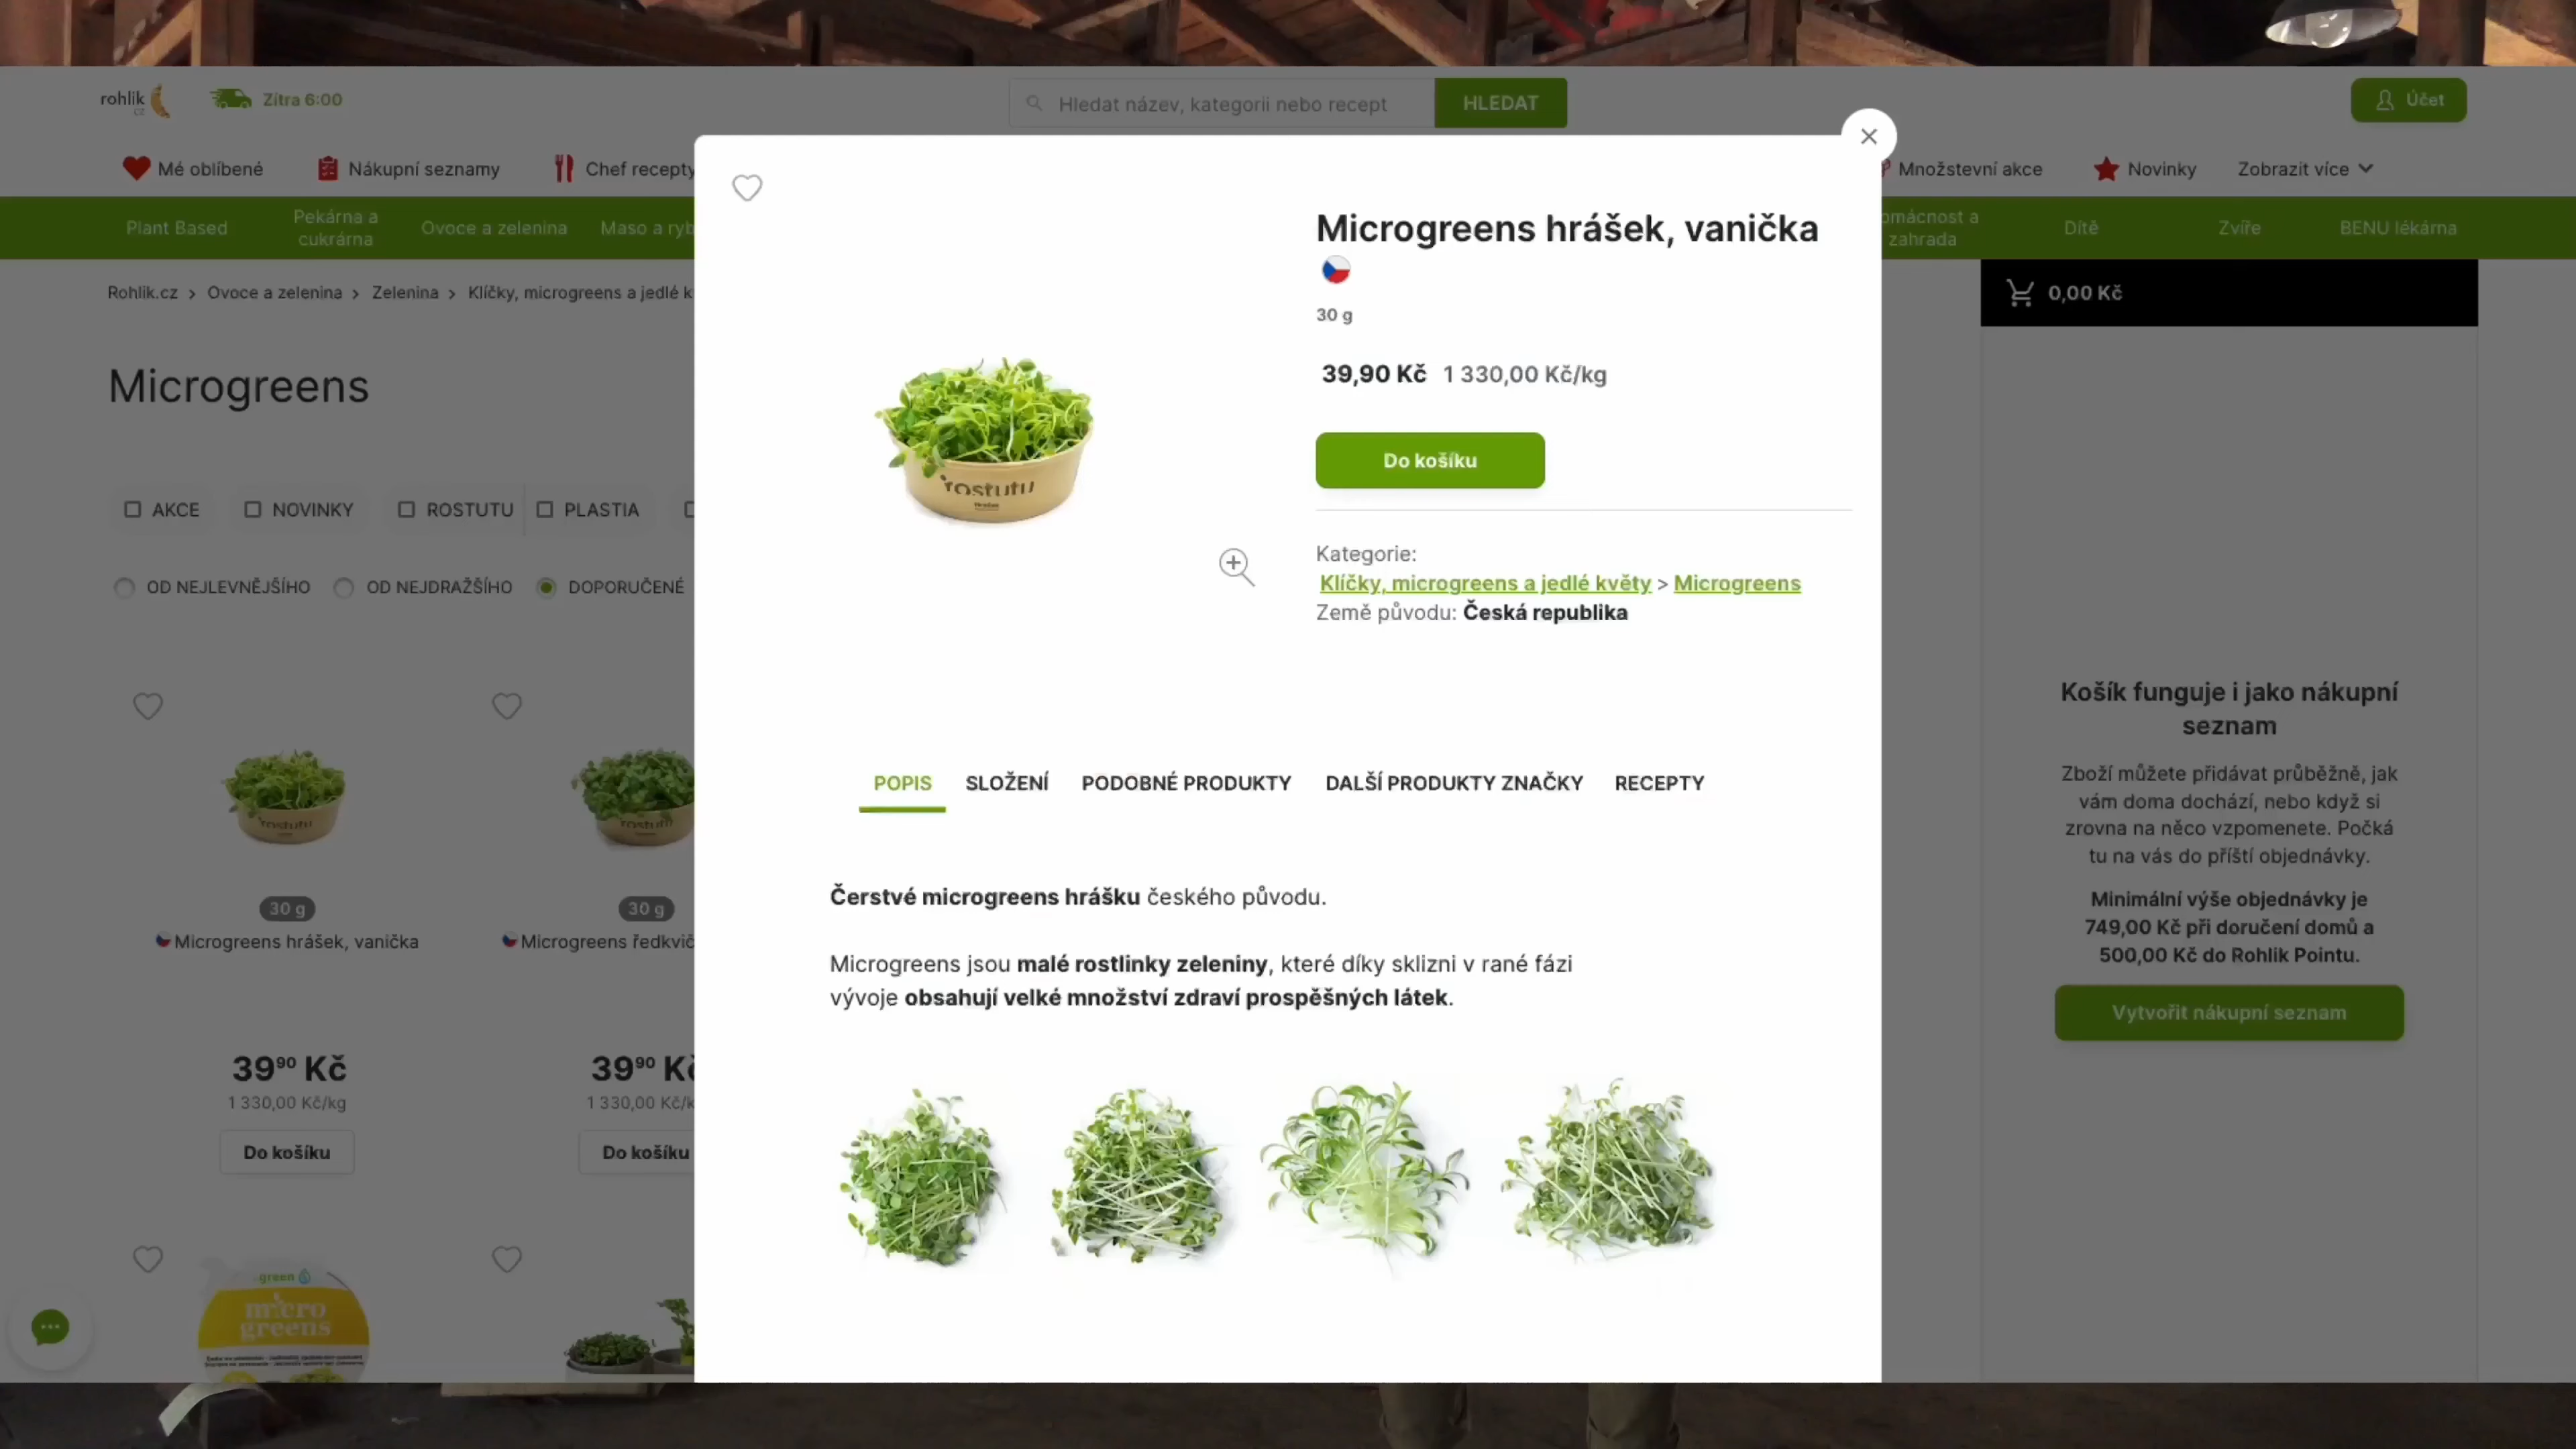 rohlik
cz
Zítra 6:00
Hledat název, kategorii nebo recept
HLEDAT
Účet
Mé oblíbené
Nákupní seznamy
Chef recepty
Množstevní akce
Novinky
Zobrazit více
Plant Based
Pekárna a
cukrárna
Ovoce a zelenina
Maso a ryb
omácnost a
zahrada
Dítě
Zvíře
BENU lékárna
Rohlik.cz > Ovoce a zelenina > Zelenina > Klíčky, microgreens a jedlé k
0,00 Kč
Microgreens
AKCE
NOVINKY
ROSTUTU
PLASTIA
OD NEJLEVNĚJŠÍHO
OD NEJDRAŽŠÍHO
DOPORUČENÉ
rostutu
30 g
Microgreens hrášek, vanička
39⁹⁰ Kč
1 330,00 Kč/kg
Do košíku
rostutu
30 g
Microgreens ředkvič
39⁹⁰ Kč
1 330,00 Kč/k
Do košíku
green
micro
greens
Microgreens hrášek, vanička
30 g
39,90 Kč 1 330,00 Kč/kg
Do košíku
rostutu
Kategorie:
Klíčky, microgreens a jedlé květy > Microgreens
Země původu: Česká republika
POPIS
SLOŽENÍ
PODOBNÉ PRODUKTY
DALŠÍ PRODUKTY ZNAČKY
RECEPTY
Čerstvé microgreens hrášku českého původu.
Microgreens jsou malé rostlinky zeleniny, které díky sklizni v rané fázi
vývoje obsahují velké množství zdraví prospěšných látek.
Košík funguje i jako nákupní
seznam
Zboží můžete přidávat průběžně, jak
vám doma dochází, nebo když si
zrovna na něco vzpomenete. Počká
tu na vás do příští objednávky.
Minimální výše objednávky je
749,00 Kč při doručení domů a
500,00 Kč do Rohlik Pointu.
Vytvořit nákupní seznam